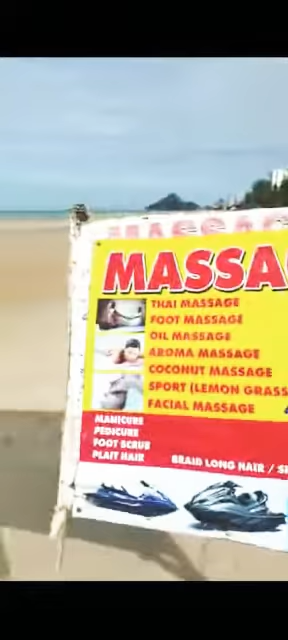 MASSA
THAI MASSAGE
FOOT MASSAGE
OIL MASSAGE
AROMA MASSAGE
COCONUT MASSAGE
SPORT (LEMON GRASS
FACIAL MASSAGE
MANICURE
PEDICURE
FOOT SCRUB
PLAIT HAIR
BRAID LONG HAIR /